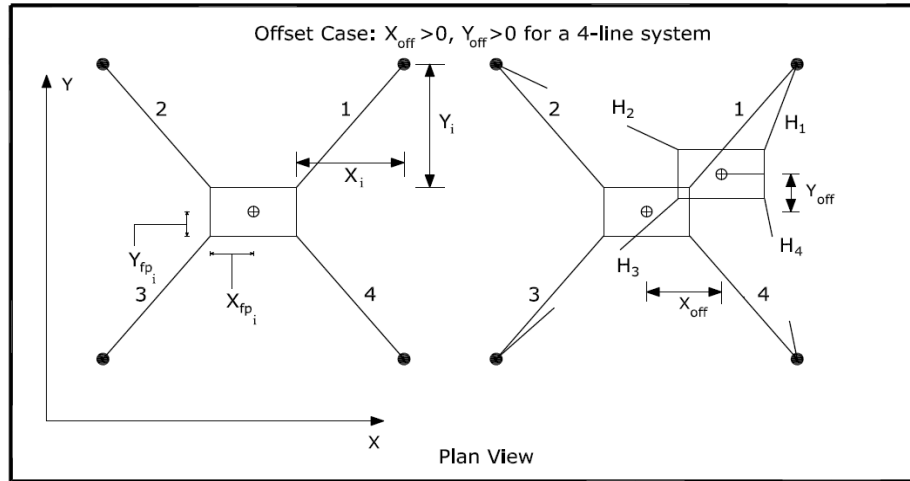 Offset Case: X_off >0, Y_off >0 for a 4-line system
Y
2
1
Y_i
X_i
Y_fp_i
X_fp_i
3
4
X
2
1
H_2
H_1
Y_off
H_4
H_3
X_off
3
4
Plan View